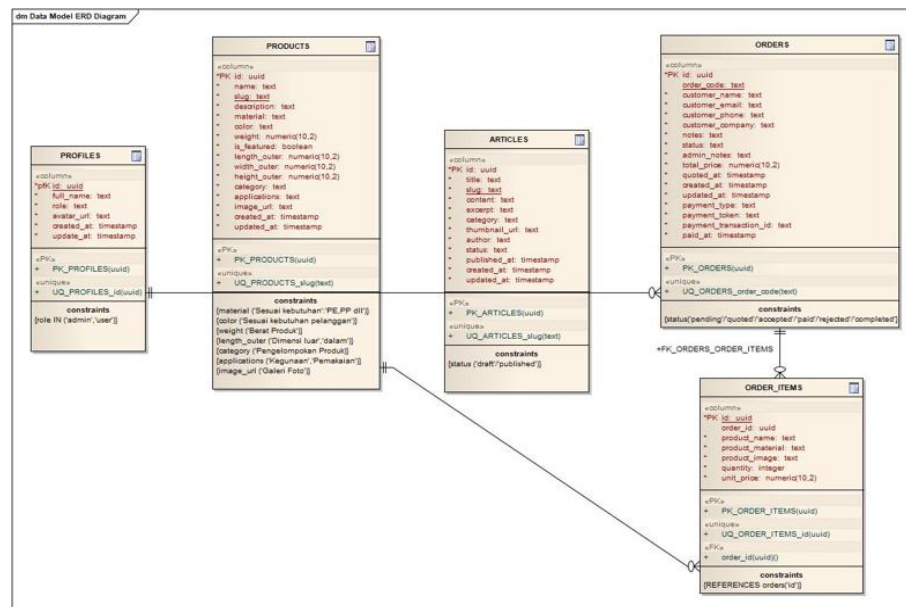 dm Data Model ERD Diagram
PROFILES
«column»
*pfK id: uuid
* full_name: text
* role: text
* avatar_url: text
* created_at: timestamp
* update_at: timestamp
«PK»
+ PK_PROFILES(uuid)
«unique»
+ UQ_PROFILES_id(uuid)
constraints
{role IN ('admin','user')}
PRODUCTS
«column»
*PK id: uuid
* name: text
* slug: text
* description: text
* material: text
* color: text
* weight: numeric(10,2)
* is_featured: boolean
* length_outer: numeric(10,2)
* width_outer: numeric(10,2)
* height_outer: numeric(10,2)
* category: text
* applications: text
* image_url: text
* created_at: timestamp
* updated_at: timestamp
«PK»
+ PK_PRODUCTS(uuid)
«unique»
+ UQ_PRODUCTS_slug(text)
constraints
{material ('Sesuai kebutuhan','PE,PP dll')}
{color ('Sesuai kebutuhan pelanggan')}
{weight ('Berat Produk')}
{length_outer ('Dimensi luar','dalam')}
{category ('Pengelompokan Produk)}
{applications ('Kegunaan','Pemakaian')}
{image_url ('Galeri Foto')}
ARTICLES
«column»
*PK id: uuid
* title: text
* slug: text
* content: text
* excerpt: text
* category: text
* thumbnail_url: text
* author: text
* status: text
* published_at: timestamp
* created_at: timestamp
* updated_at: timestamp
«PK»
+ PK_ARTICLES(uuid)
«unique»
+ UQ_ARTICLES_slug(text)
constraints
{status ('draft'/'published')}
ORDERS
«column»
*PK id: uuid
order_code: text
* customer_name: text
* customer_email: text
* customer_phone: text
* customer_company: text
* notes: text
* status: text
* admin_notes: text
* total_price: numeric(10,2)
* quoted_at: timestamp
* created_at: timestamp
* updated_at: timestamp
* payment_type: text
* payment_token: text
* payment_transaction_id: text
* paid_at: timestamp
«PK»
+ PK_ORDERS(uuid)
«unique»
+ UQ_ORDERS_order_code(text)
constraints
{status('pending'/'quoted'/'accepted'/'paid'/'rejected'/'completed')}
+FK_ORDERS_ORDER_ITEMS
ORDER_ITEMS
«column»
*PK id: uuid
order_id: uuid
* product_name: text
* product_material: text
* product_image: text
* quantity: integer
* unit_price: numeric(10,2)
«PK»
+ PK_ORDER_ITEMS(uuid)
«unique»
+ UQ_ORDER_ITEMS_id(uuid)
«FK»
+ order_id(uuid)()
constraints
{REFERENCES orders('id')}